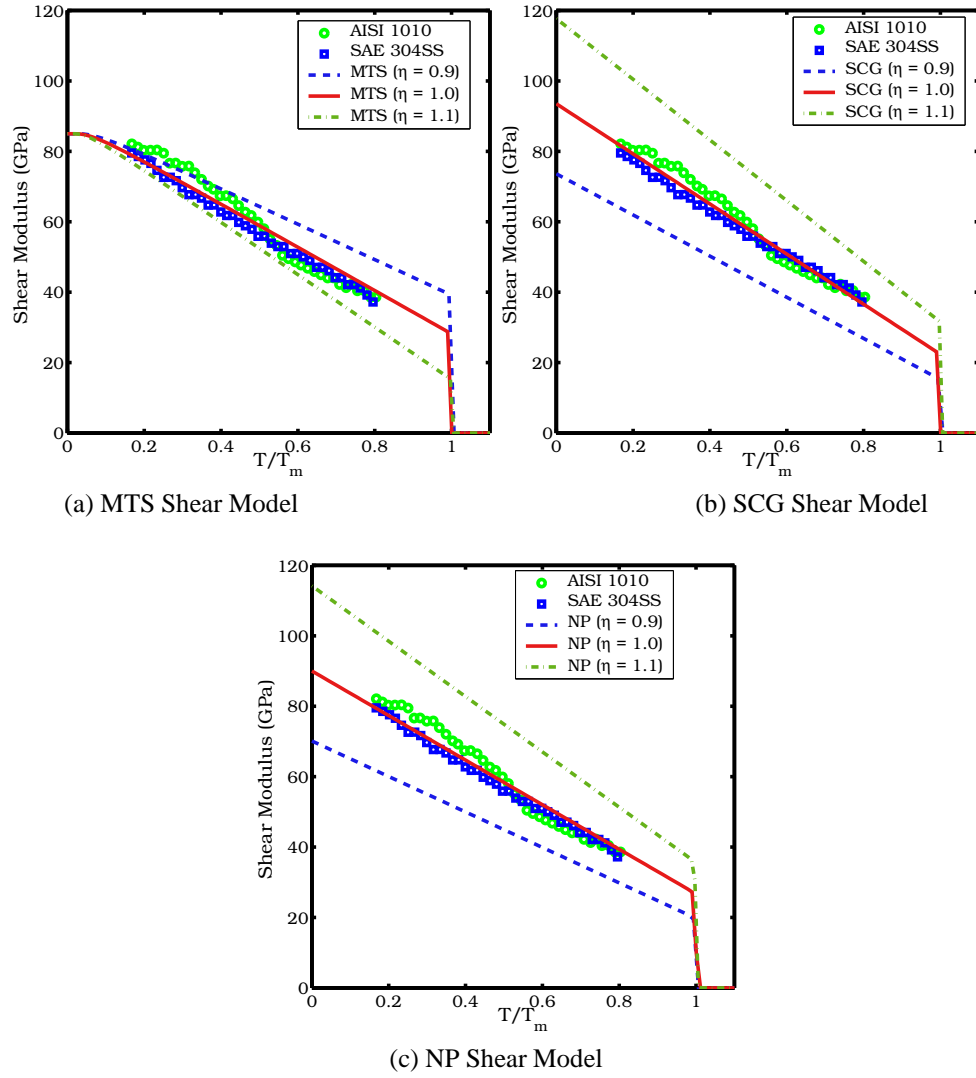 120
100
80
60
40
20
0
Shear Modulus (GPa)
AISI 1010
SAE 304SS
MTS (η = 0.9)
MTS (η = 1.0)
MTS (η = 1.1)
0 0.2 0.4 0.6 0.8 1
T/Tm
(a) MTS Shear Model
120
100
80
60
40
20
0
Shear Modulus (GPa)
AISI 1010
SAE 304SS
SCG (η = 0.9)
SCG (η = 1.0)
SCG (η = 1.1)
0 0.2 0.4 0.6 0.8 1
T/Tm
(b) SCG Shear Model
120
100
80
60
40
20
0
Shear Modulus (GPa)
AISI 1010
SAE 304SS
NP (η = 0.9)
NP (η = 1.0)
NP (η = 1.1)
0 0.2 0.4 0.6 0.8 1
T/Tm
(c) NP Shear Model